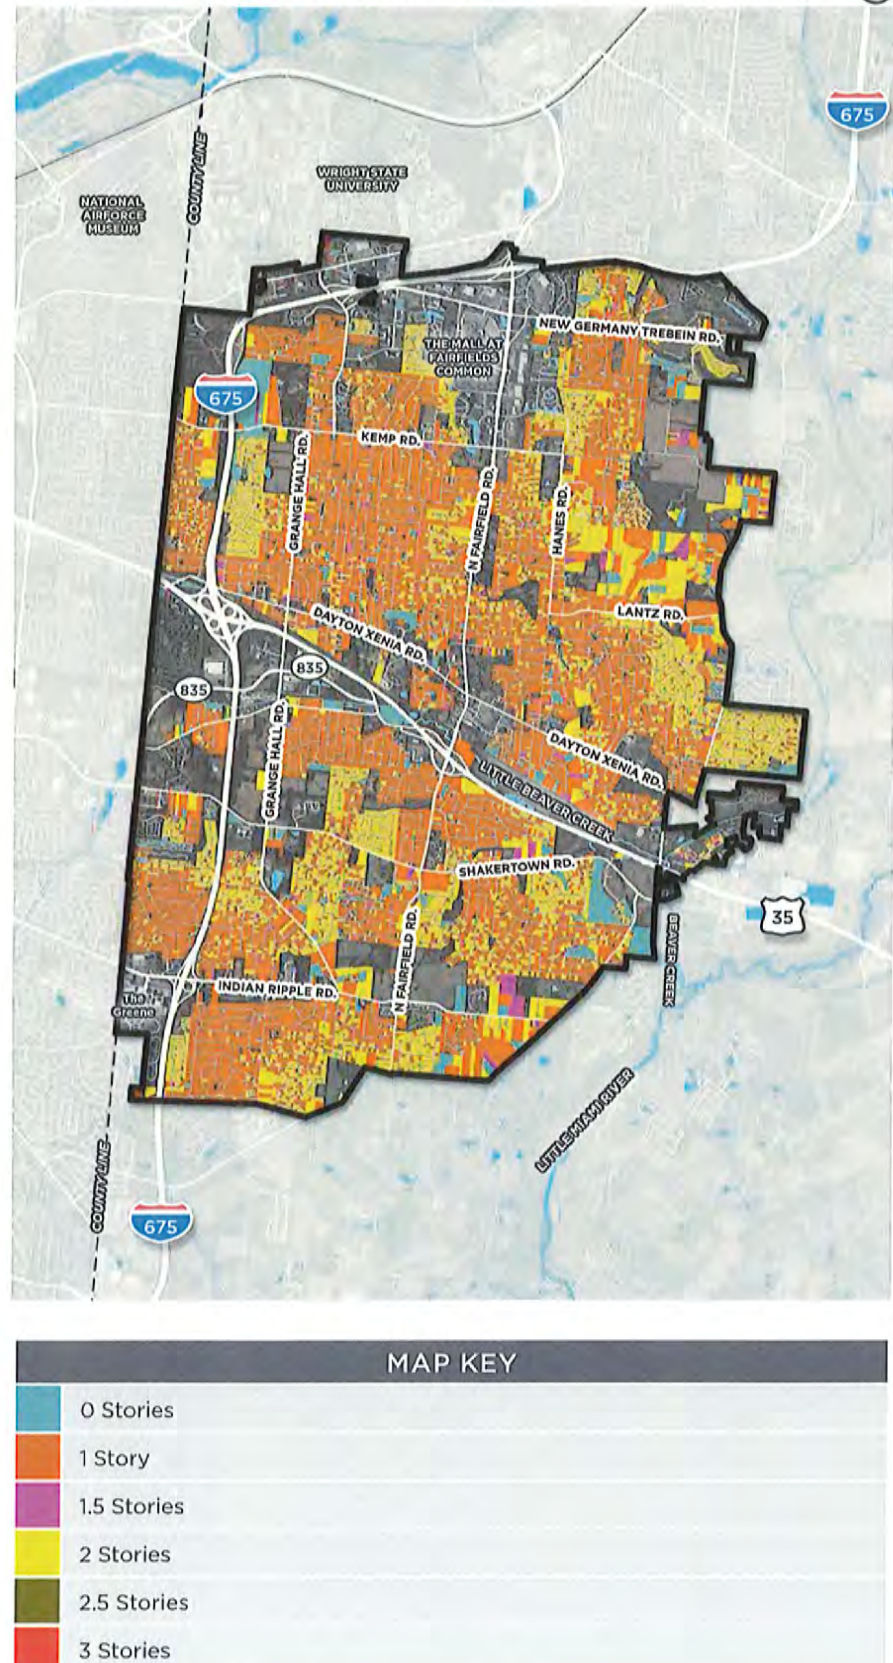 675
COUNTY LINE
WRIGHT STATE
UNIVERSITY
NATIONAL
AIRFORCE
MUSEUM
NEW GERMANY TREBEIN RD.
THE MALL AT
FAIRFIELDS
COMMON
675
KEMP RD.
GRANGE HALL RD.
N FAIRFIELD RD.
HANES RD.
LANTZ RD.
DAYTON XENIA RD.
835
835
GRANGE HALL RD.
DAYTON XENIA RD.
LITTLE BEAVER CREEK
SHAKERTOWN RD.
35
BEAVER CREEK
N FAIRFIELD RD.
INDIAN RIPPLE RD.
The
Greene
LITTLE MIAMI RIVER
COUNTY LINE
675
MAP KEY
0 Stories
1 Story
1.5 Stories
2 Stories
2.5 Stories
3 Stories